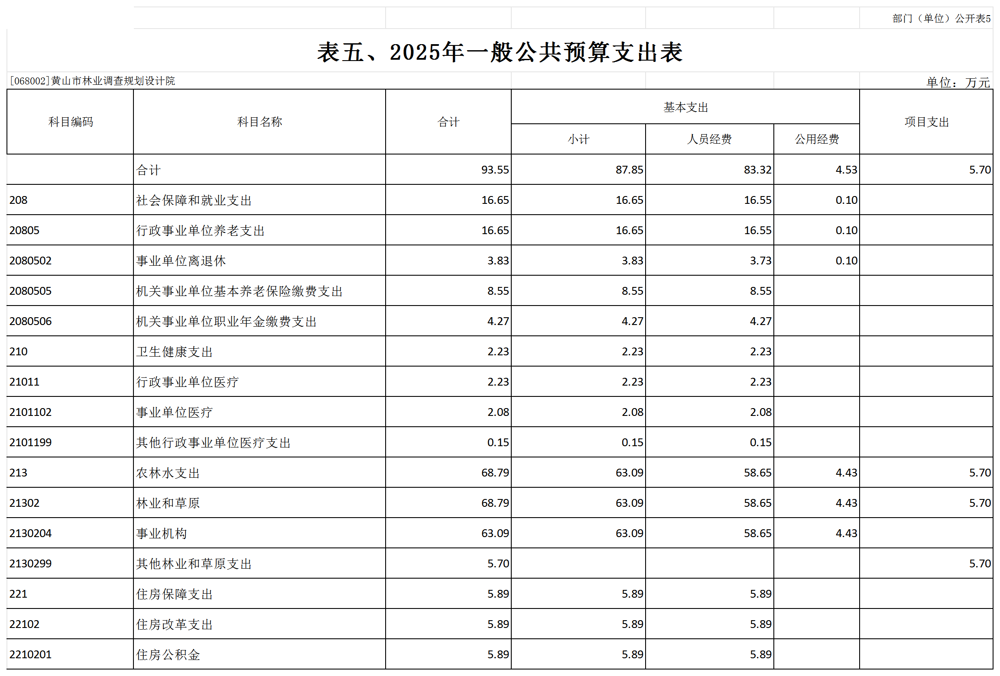 部门（单位）公开表5
表五、2025年一般公共预算支出表
[068002]黄山市林业调查规划设计院 单位：万元
科目编码 科目名称 合计 基本支出 项目支出
小计 人员经费 公用经费
合计 93.55 87.85 83.32 4.53 5.70
208 社会保障和就业支出 16.65 16.65 16.55 0.10
20805 行政事业单位养老支出 16.65 16.65 16.55 0.10
2080502 事业单位离退休 3.83 3.83 3.73 0.10
2080505 机关事业单位基本养老保险缴费支出 8.55 8.55 8.55
2080506 机关事业单位职业年金缴费支出 4.27 4.27 4.27
210 卫生健康支出 2.23 2.23 2.23
21011 行政事业单位医疗 2.23 2.23 2.23
2101102 事业单位医疗 2.08 2.08 2.08
2101199 其他行政事业单位医疗支出 0.15 0.15 0.15
213 农林水支出 68.79 63.09 58.65 4.43 5.70
21302 林业和草原 68.79 63.09 58.65 4.43 5.70
2130204 事业机构 63.09 63.09 58.65 4.43
2130299 其他林业和草原支出 5.70 5.70
221 住房保障支出 5.89 5.89 5.89
22102 住房改革支出 5.89 5.89 5.89
2210201 住房公积金 5.89 5.89 5.89